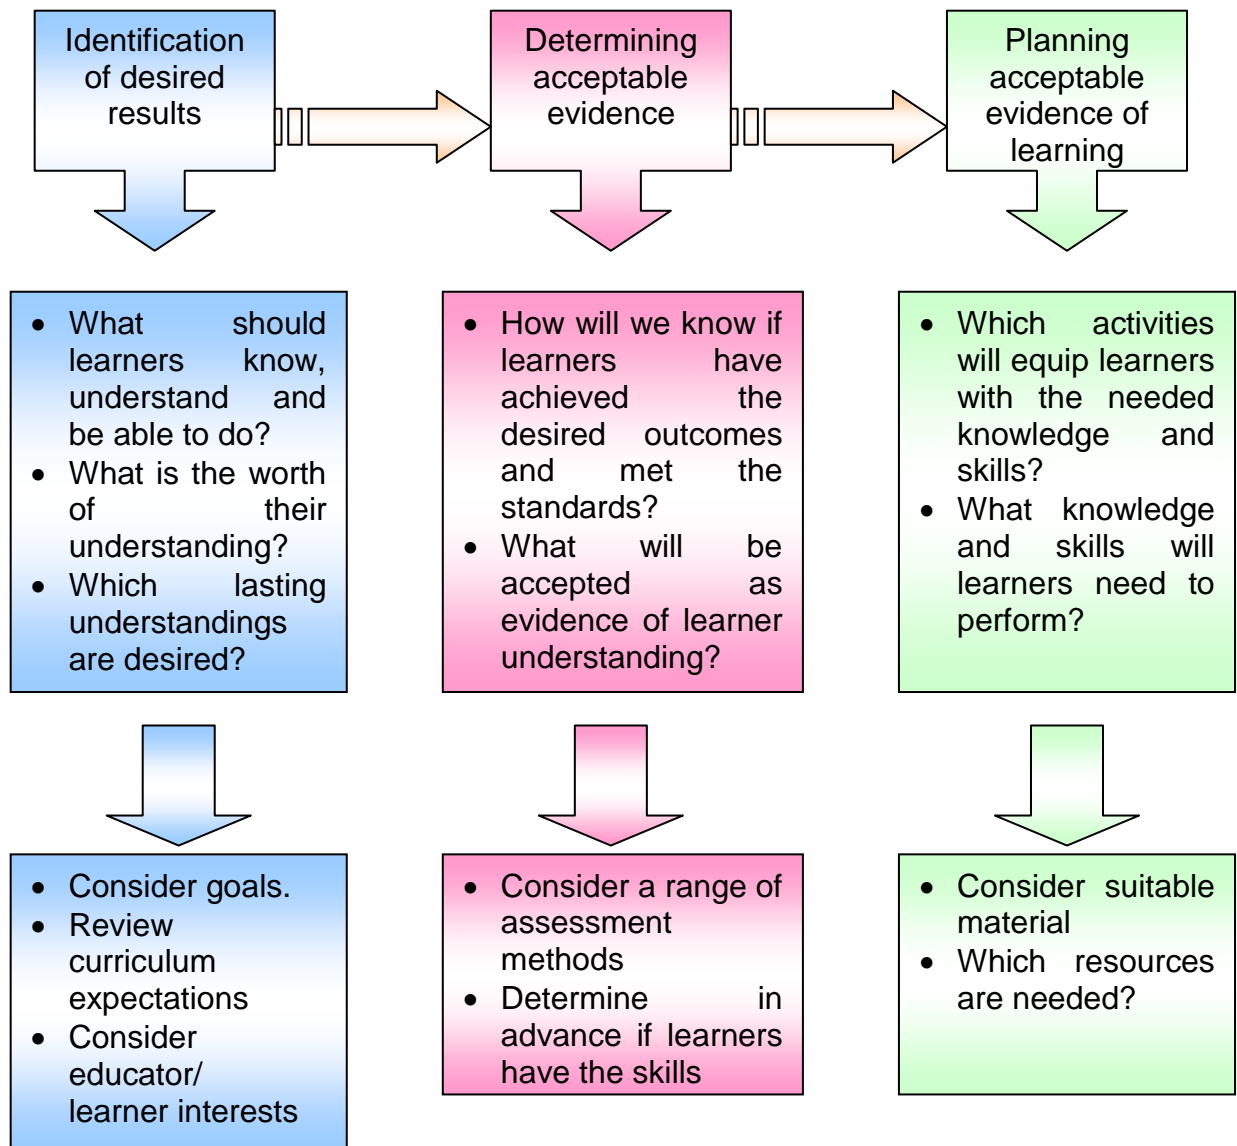 Identification
of desired
results
Determining
acceptable
evidence
Planning
acceptable
evidence of
learning
• What should
learners know,
understand and
be able to do?
• What is the worth
of their
understanding?
• Which lasting
understandings
are desired?
• How will we know if
learners have
achieved the
desired outcomes
and met the
standards?
• What will be
accepted as
evidence of learner
understanding?
• Which activities
will equip learners
with the needed
knowledge and
skills?
• What knowledge
and skills will
learners need to
perform?
• Consider goals.
• Review
curriculum
expectations
• Consider
educator/
learner interests
• Consider a range of
assessment
methods
• Determine in
advance if learners
have the skills
• Consider suitable
material
• Which resources
are needed?